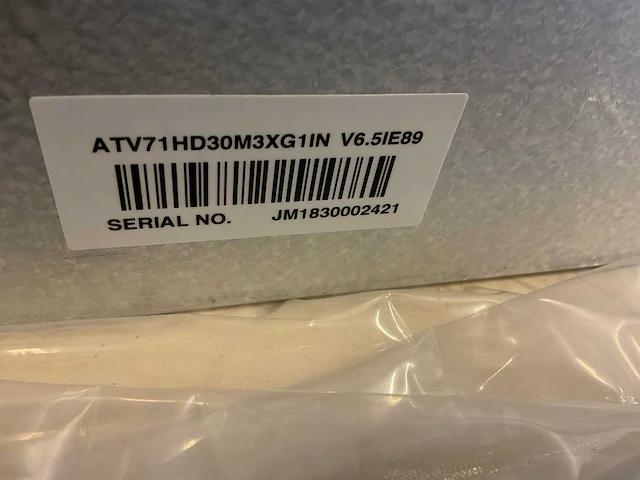 ATV71HD30M3XG1IN V6.5IE89
SERIAL NO. JM1830002421